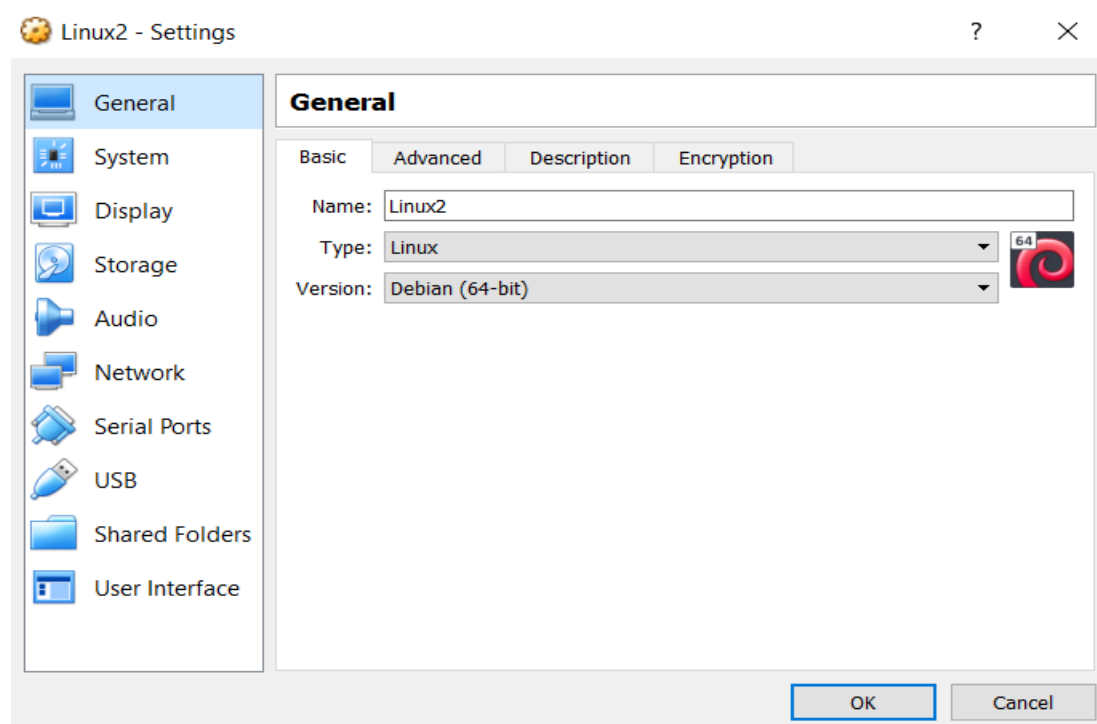 Linux2 - Settings
?
General
System
Display
Storage
Audio
Network
Serial Ports
USB
Shared Folders
User Interface
General
Basic Advanced Description Encryption
Name: Linux2
Type: Linux
64
Version: Debian (64-bit)
OK Cancel